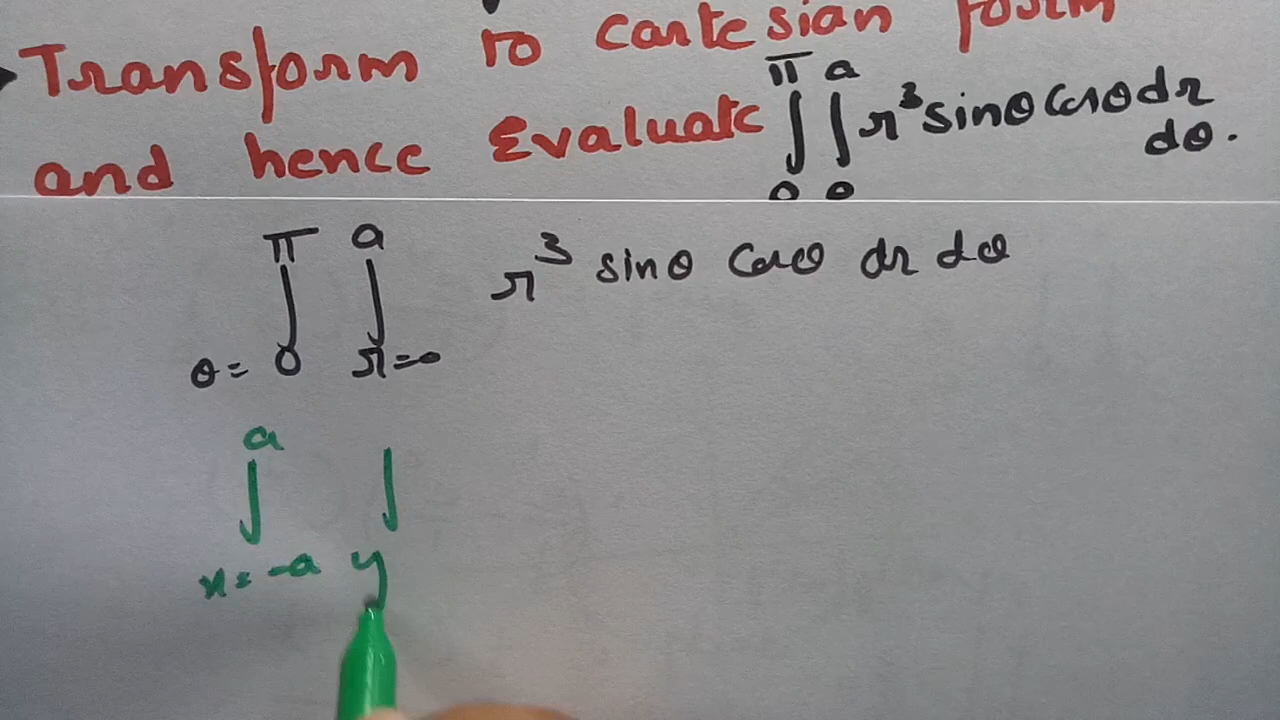 Transform to cartesian form
and hence Evaluate ∫₀^π ∫₀^a r³ sinθ cosθ dr
dθ.
∫_{θ=0}^π ∫_{r=0}^a r³ sinθ cosθ dr dθ
∫_{x=-a}^a ∫_y